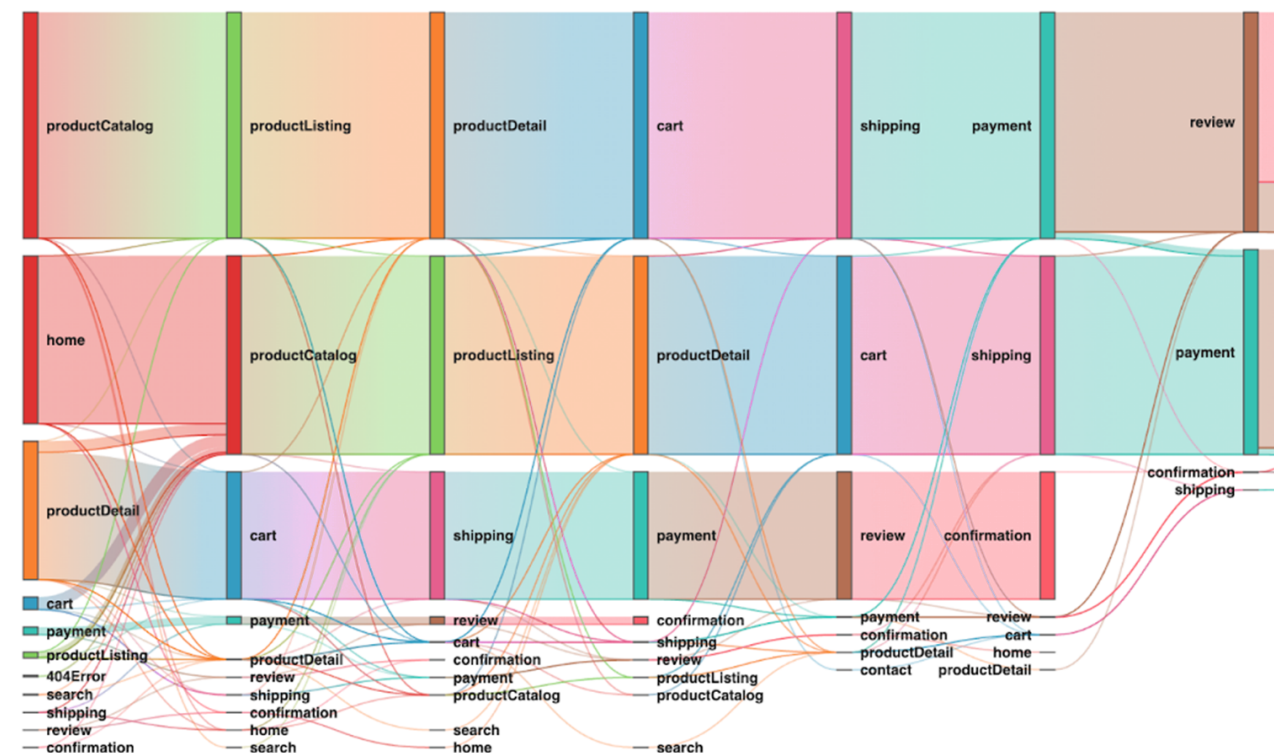 productCatalog
productListing
productDetail
cart
shipping
payment
review
home
productCatalog
productListing
productDetail
cart
shipping
payment
productDetail
cart
shipping
payment
review
confirmation
confirmation
shipping
cart
payment
productListing
404Error
search
shipping
review
confirmation
payment
productDetail
review
shipping
confirmation
home
search
review
cart
confirmation
payment
productCatalog
search
home
confirmation
shipping
review
productListing
productCatalog
search
payment
confirmation
productDetail
contact
review
cart
home
productDetail